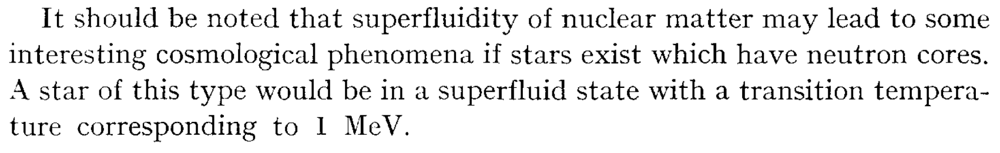 It should be noted that superfluidity of nuclear matter may lead to some
interesting cosmological phenomena if stars exist which have neutron cores.
A star of this type would be in a superfluid state with a transition tempera-
ture corresponding to 1 MeV.